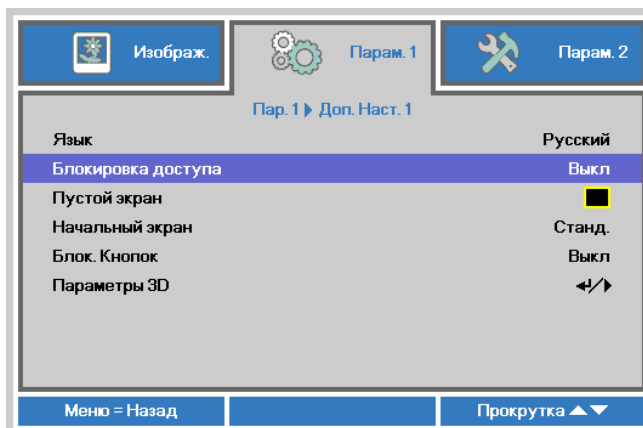 Изображ. Парам. 1 Парам. 2
Пар. 1 Доп. Наст. 1
Язык Русский
Блокировка доступа Выкл
Пустой экран
Начальный экран Станд.
Блок. Кнопок Выкл
Параметры 3D
Меню = Назад Прокрутка